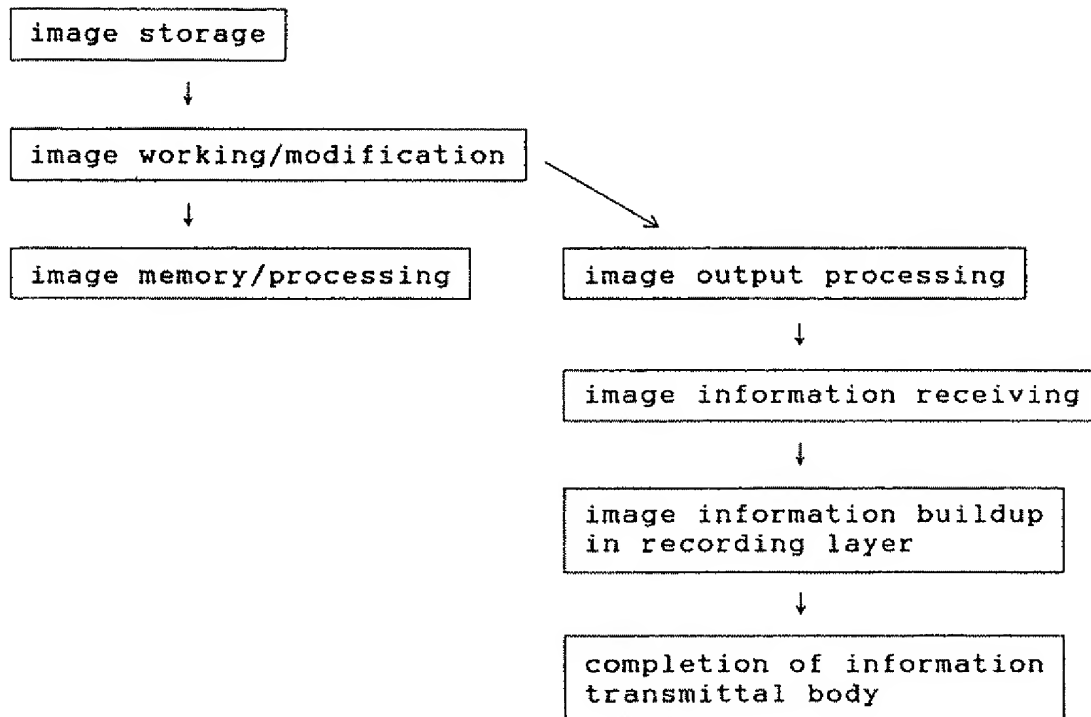 image storage
↓
image working/modification
↓
image memory/processing
image output processing
↓
image information receiving
↓
image information buildup
in recording layer
↓
completion of information
transmittal body